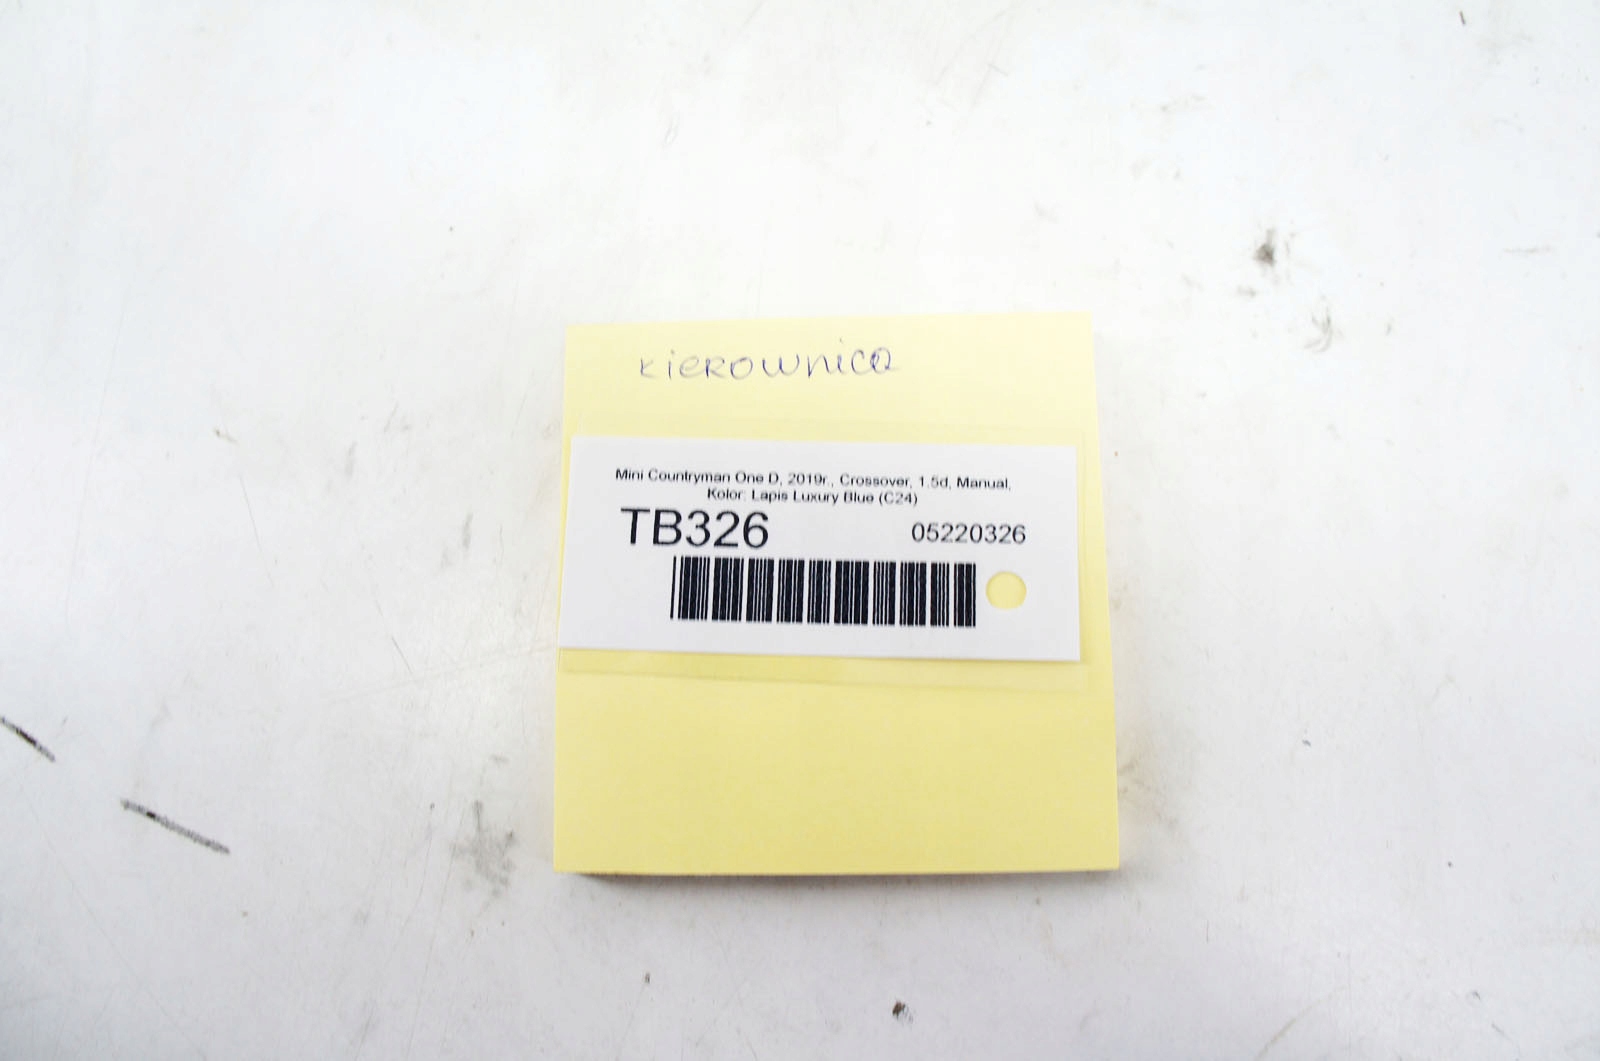 kierownica
Mini Countryman One D, 2019r., Crossover, 1.5d, Manual,
Kolor: Lapis Luxury Blue (C24)
TB326 05220326